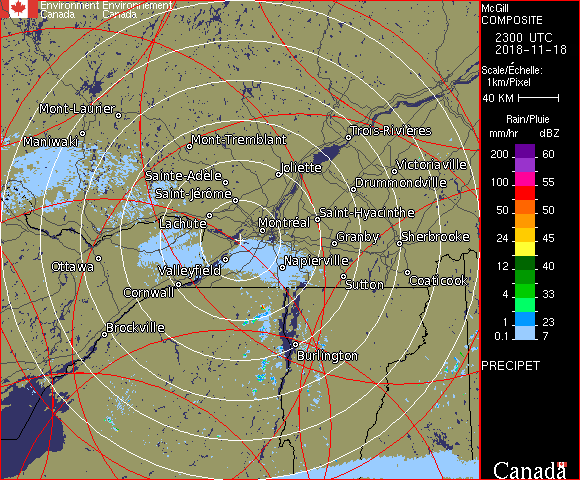 Environment Environnement
Canada Canada
McGill
COMPOSITE
2300 UTC
2018-11-18
Scale/Échelle:
1km/Pixel
40 KM
Rain/Pluie
mm/hr dBZ
200 60
100 55
50 50
24 45
12 40
4 33
1 23
0.1 7
PRECIPET
Canada
Mont-Laurier
Maniwaki
Mont-Tremblant
Trois-Rivières
Sainte-Adèle
Joliette
Victoriaville
Saint-Jérôme
Drummondville
Lachute
Montréal
Saint-Hyacinthe
Ottawa
Valleyfield
Granby
Sherbrooke
Napierville
Cornwall
Sutton
Coaticook
Brockville
Burlington